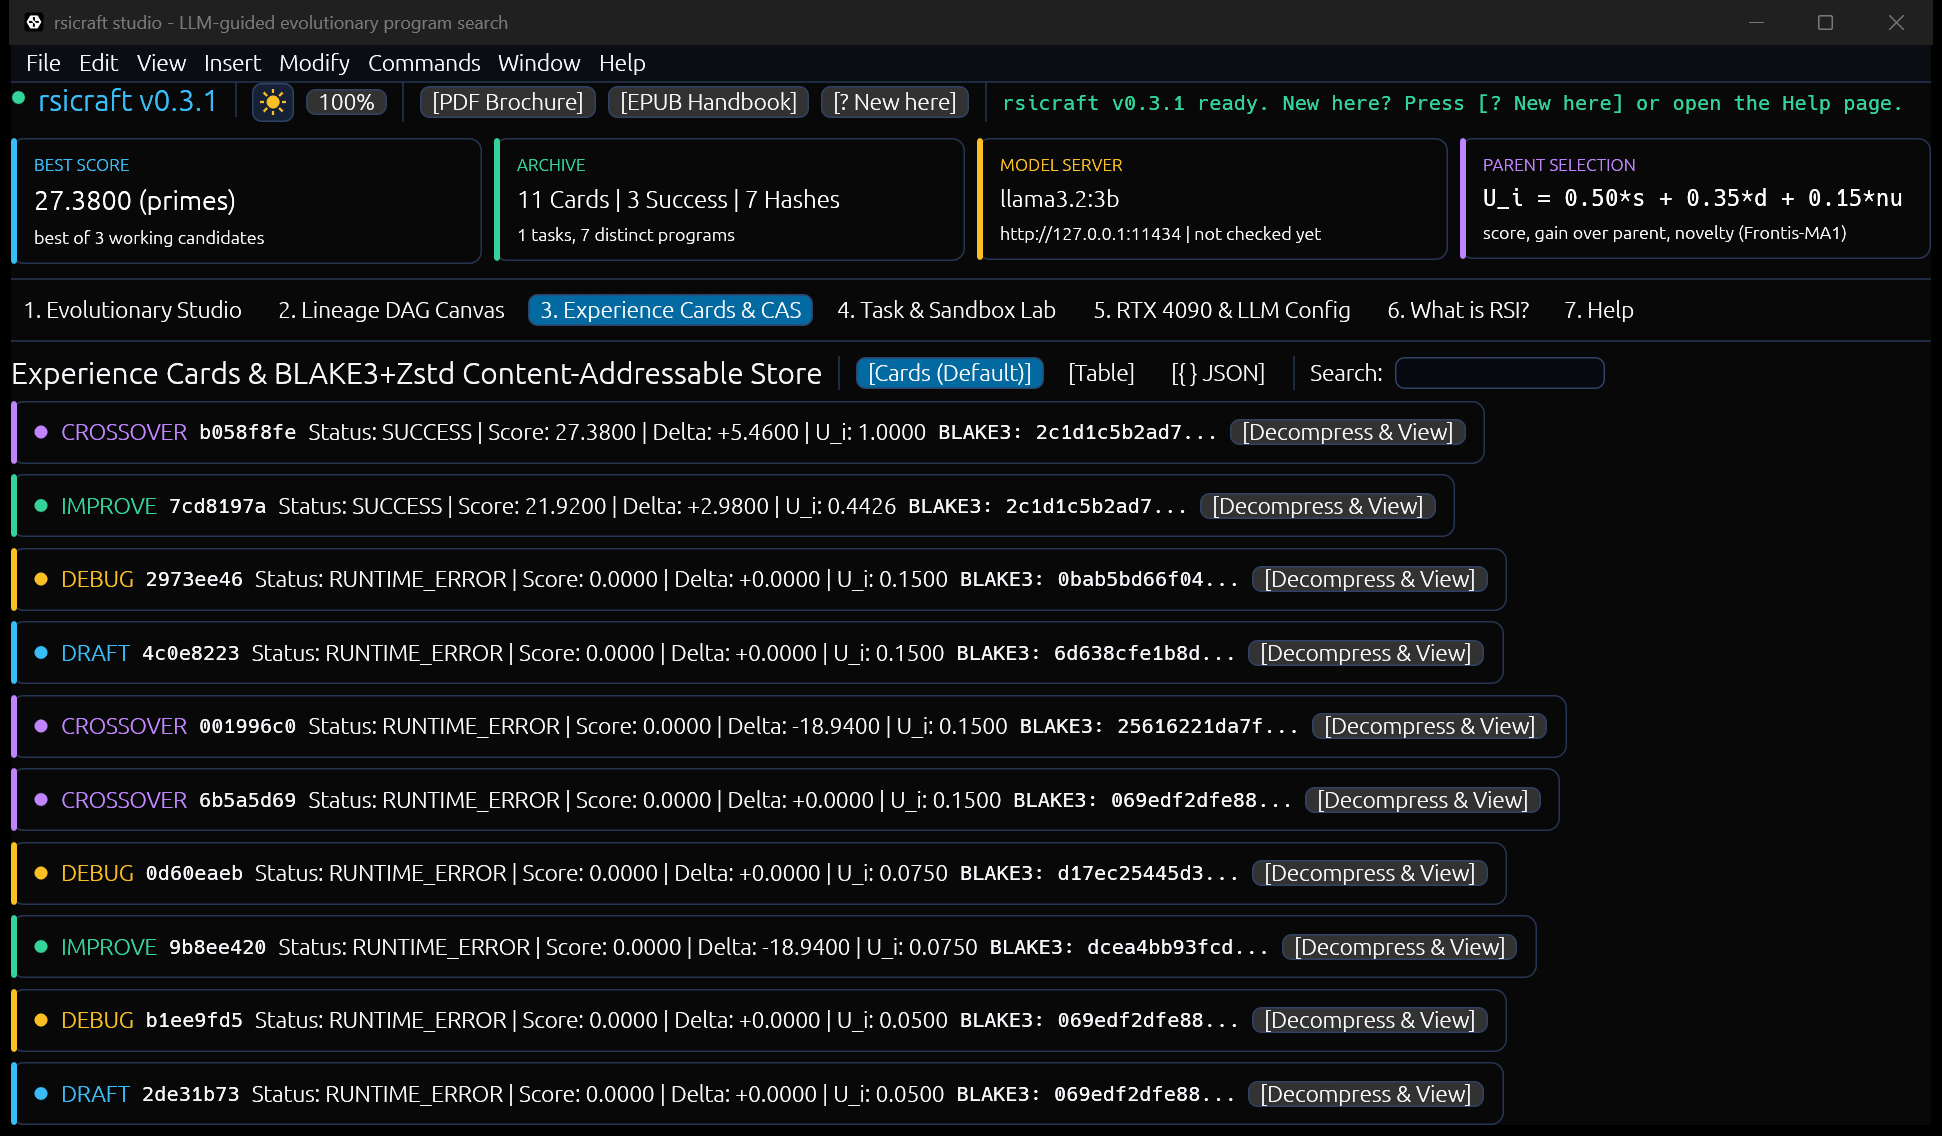 rsicraft studio - LLM-guided evolutionary program search
File Edit View Insert Modify Commands Window Help
rsicraft v0.3.1 100% [PDF Brochure] [EPUB Handbook] [? New here] rsicraft v0.3.1 ready. New here? Press [? New here] or open the Help page.
BEST SCORE
27.3800 (primes)
best of 3 working candidates
ARCHIVE
11 Cards | 3 Success | 7 Hashes
1 tasks, 7 distinct programs
MODEL SERVER
llama3.2:3b
http://127.0.0.1:11434 | not checked yet
PARENT SELECTION
U_i = 0.50*s + 0.35*d + 0.15*nu
score, gain over parent, novelty (Frontis-MA1)
1. Evolutionary Studio 2. Lineage DAG Canvas 3. Experience Cards & CAS 4. Task & Sandbox Lab 5. RTX 4090 & LLM Config 6. What is RSI? 7. Help
Experience Cards & BLAKE3+Zstd Content-Addressable Store [Cards (Default)] [Table] [{ } JSON] Search:
CROSSOVER b058f8fe Status: SUCCESS | Score: 27.3800 | Delta: +5.4600 | U_i: 1.0000 BLAKE3: 2c1d1c5b2ad7... [Decompress & View]
IMPROVE 7cd8197a Status: SUCCESS | Score: 21.9200 | Delta: +2.9800 | U_i: 0.4426 BLAKE3: 2c1d1c5b2ad7... [Decompress & View]
DEBUG 2973ee46 Status: RUNTIME_ERROR | Score: 0.0000 | Delta: +0.0000 | U_i: 0.1500 BLAKE3: 0bab5bd66f04... [Decompress & View]
DRAFT 4c0e8223 Status: RUNTIME_ERROR | Score: 0.0000 | Delta: +0.0000 | U_i: 0.1500 BLAKE3: 6d638cfe1b8d... [Decompress & View]
CROSSOVER 001996c0 Status: RUNTIME_ERROR | Score: 0.0000 | Delta: -18.9400 | U_i: 0.1500 BLAKE3: 25616221da7f... [Decompress & View]
CROSSOVER 6b5a5d69 Status: RUNTIME_ERROR | Score: 0.0000 | Delta: +0.0000 | U_i: 0.1500 BLAKE3: 069edf2dfe88... [Decompress & View]
DEBUG 0d60eaeb Status: RUNTIME_ERROR | Score: 0.0000 | Delta: +0.0000 | U_i: 0.0750 BLAKE3: d17ec25445d3... [Decompress & View]
IMPROVE 9b8ee420 Status: RUNTIME_ERROR | Score: 0.0000 | Delta: -18.9400 | U_i: 0.0750 BLAKE3: dcea4bb93fcd... [Decompress & View]
DEBUG b1ee9fd5 Status: RUNTIME_ERROR | Score: 0.0000 | Delta: +0.0000 | U_i: 0.0500 BLAKE3: 069edf2dfe88... [Decompress & View]
DRAFT 2de31b73 Status: RUNTIME_ERROR | Score: 0.0000 | Delta: +0.0000 | U_i: 0.0500 BLAKE3: 069edf2dfe88... [Decompress & View]